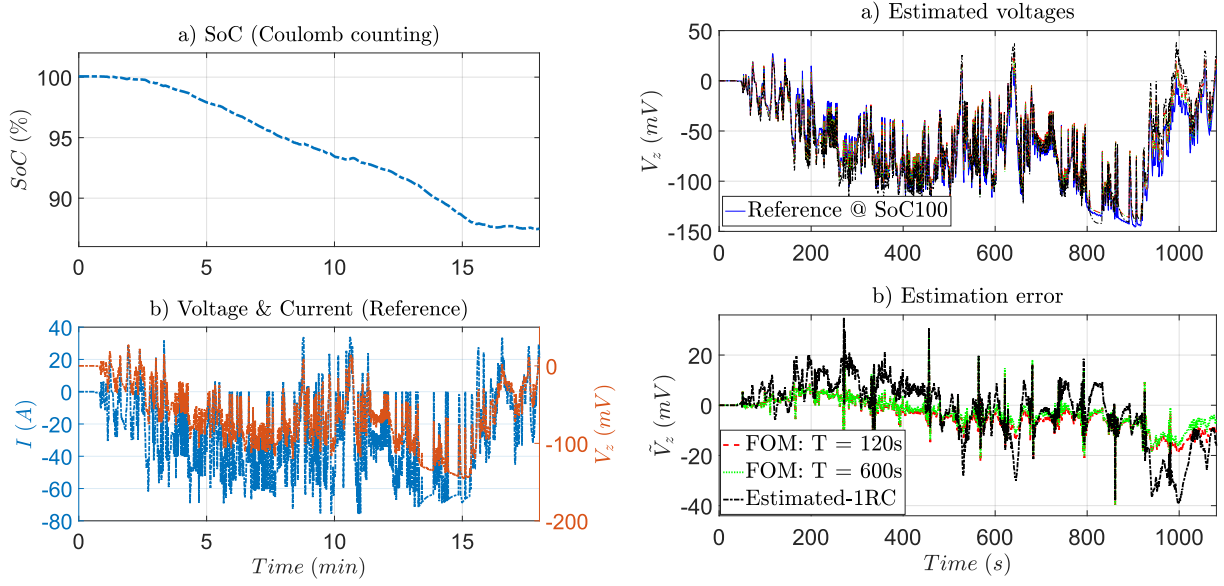 a) SoC (Coulomb counting)
100
95
90
SoC (%)
0
5
10
15
b) Voltage & Current (Reference)
40
20
0
-20
-40
-60
-80
I (A)
0
-100
-200
V_z (mV)
0
5
10
15
Time (min)
a) Estimated voltages
50
0
-50
-100
-150
V_z (mV)
Reference @ SoC100
0
200
400
600
800
1000
b) Estimation error
20
0
-20
-40
Ṽ_z (mV)
FOM: T = 120s
FOM: T = 600s
Estimated-1RC
0
200
400
600
800
1000
Time (s)